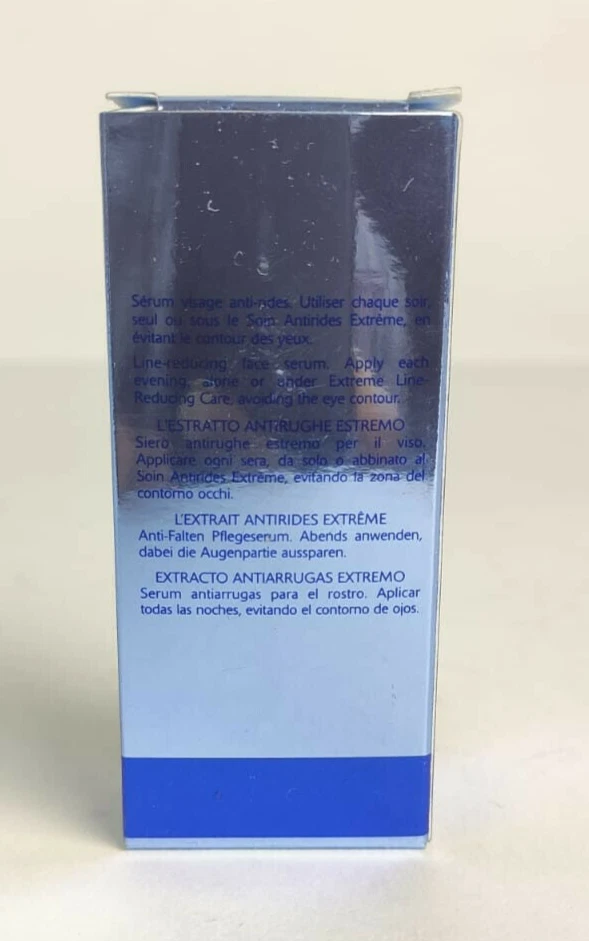 Sérum visage anti-rides. Utiliser chaque soir,
seul ou sous le Soin Antirides Extrême, en
évitant le contour des yeux.
Line-reducing face serum. Apply each
evening, alone or under Extreme Line-
Reducing Care, avoiding the eye contour.
L'ESTRATTO ANTIRUGHE ESTREMO
Siero antirughe estremo per il viso.
Applicare ogni sera, da solo o abbinato al
Soin Antirides Extrême, evitando la zona del
contorno occhi.
L'EXTRAIT ANTIRIDES EXTRÊME
Anti-Falten Pflegeserum. Abends anwenden,
dabei die Augenpartie aussparen.
EXTRACTO ANTIARRUGAS EXTREMO
Serum antiarrugas para el rostro. Aplicar
todas las noches, evitando el contorno de ojos.